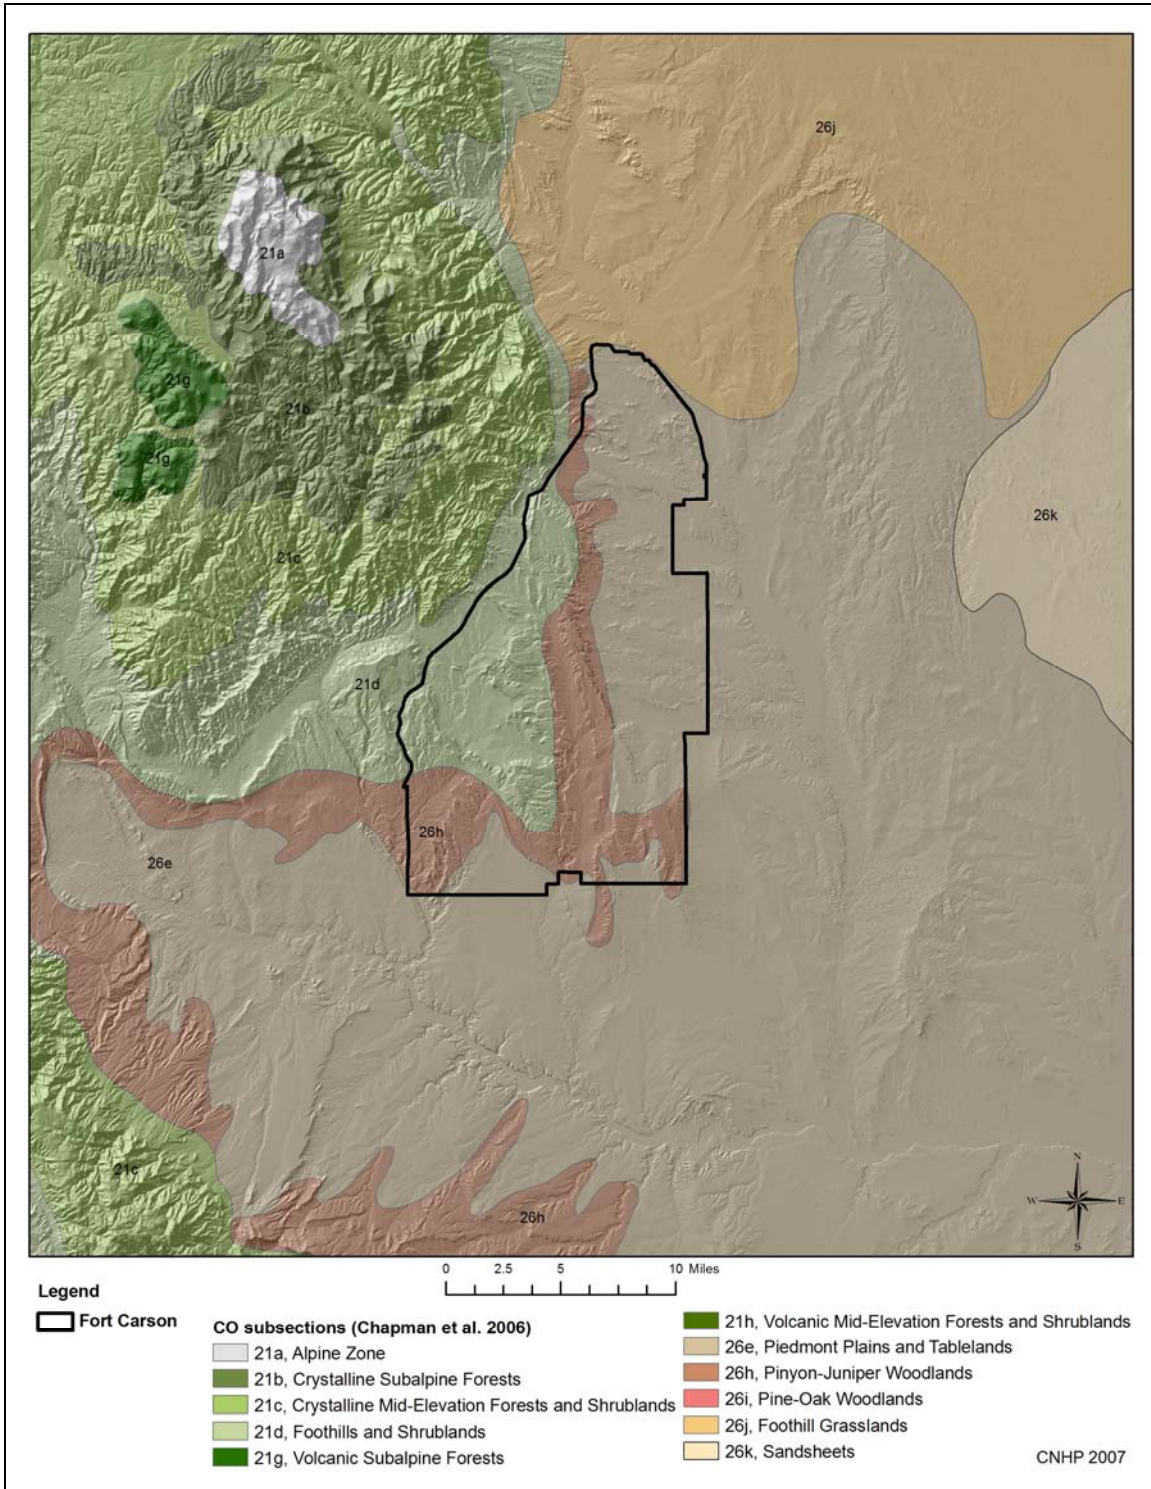 26j
21a
21g
21b
21g
26k
21c
21d
26h
26e
21c
26h
N
W E
S
0 2.5 5 10 Miles
Legend
Fort Carson
CO subsections (Chapman et al. 2006)
21a, Alpine Zone
21b, Crystalline Subalpine Forests
21c, Crystalline Mid-Elevation Forests and Shrublands
21d, Foothills and Shrublands
21g, Volcanic Subalpine Forests
21h, Volcanic Mid-Elevation Forests and Shrublands
26e, Piedmont Plains and Tablelands
26h, Pinyon-Juniper Woodlands
26i, Pine-Oak Woodlands
26j, Foothill Grasslands
26k, Sandsheets
CNHP 2007